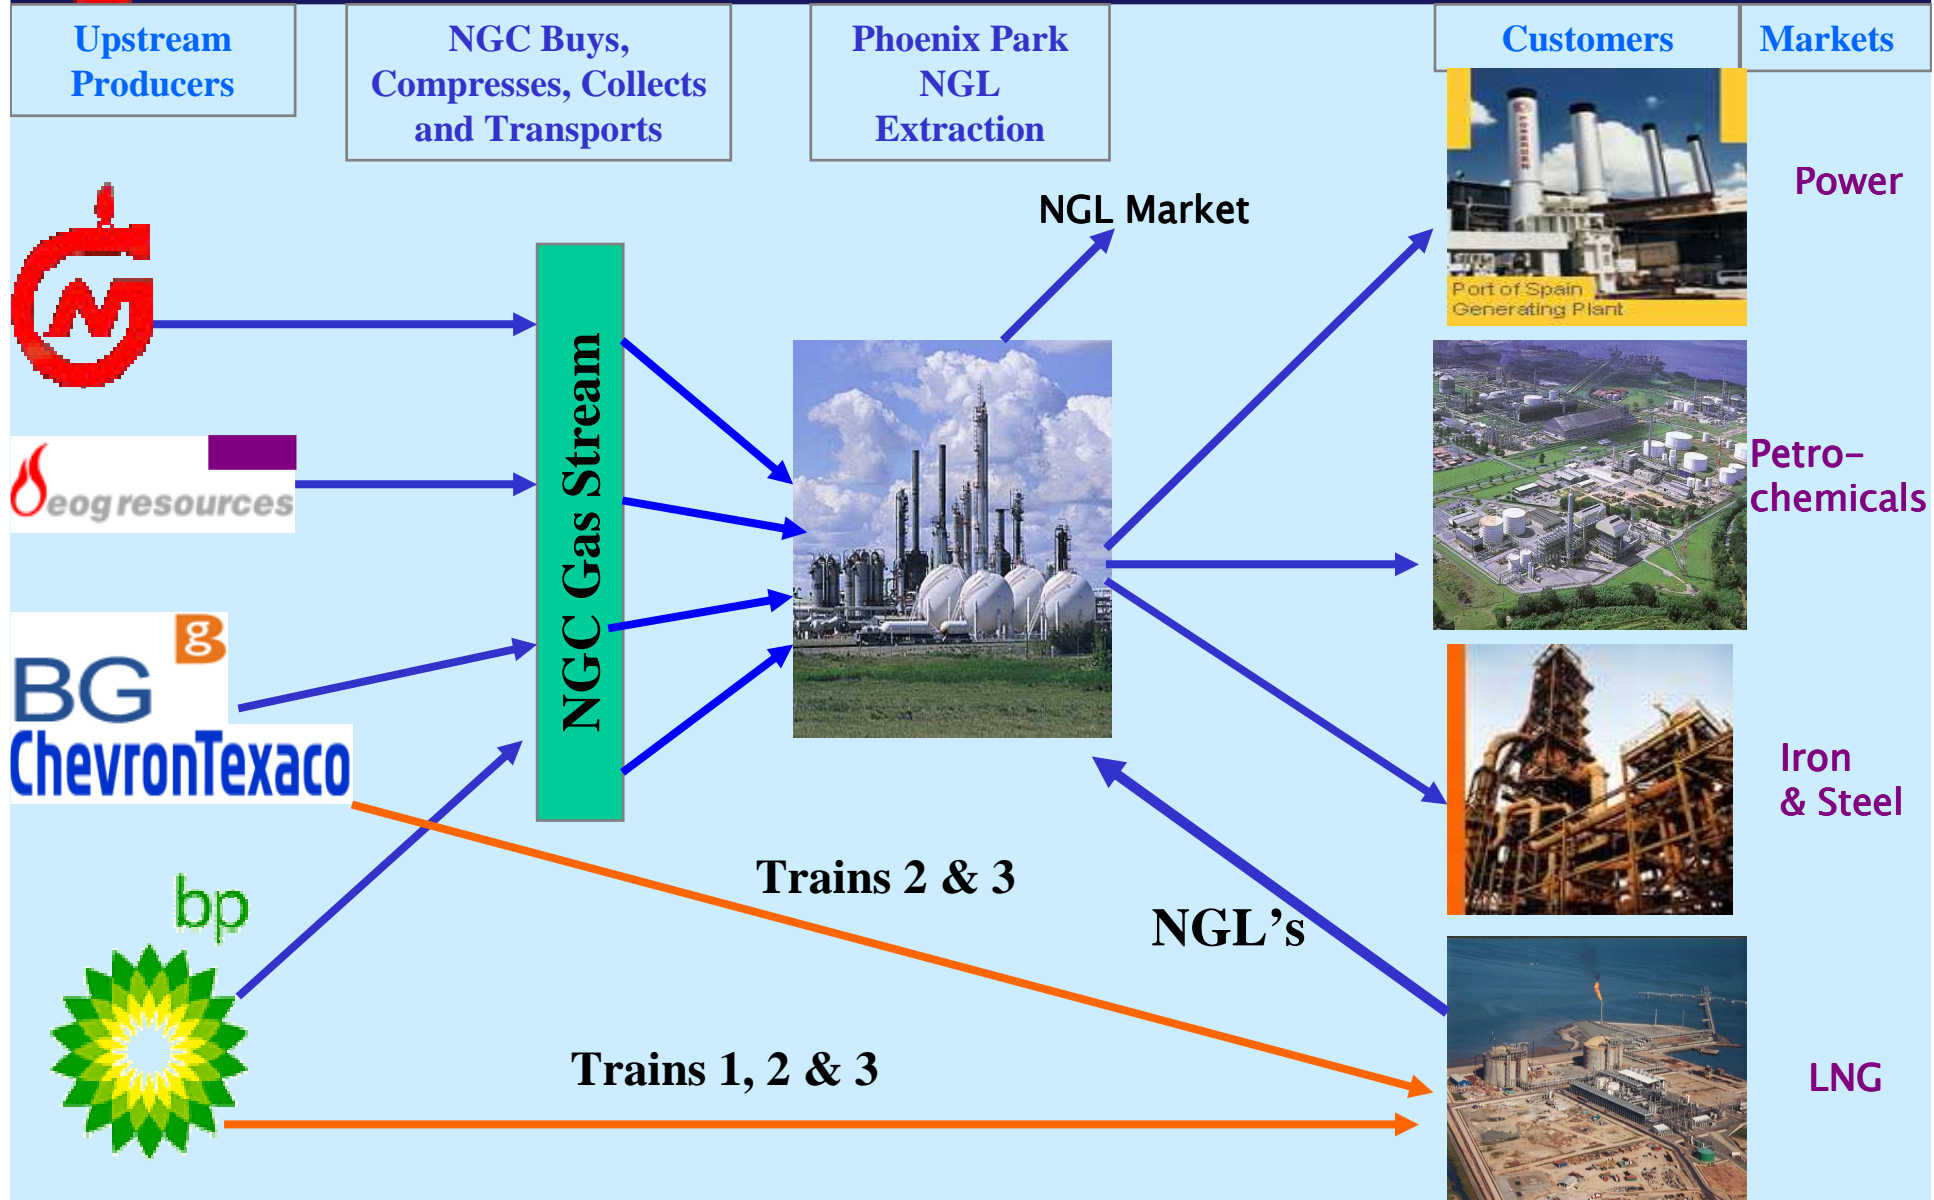 Upstream
Producers
NGC Buys,
Compresses, Collects
and Transports
Phoenix Park
NGL
Extraction
Customers
Markets
POWERGEN
Port of Spain
Generating Plant
Power
NGL Market
NGC Gas Stream
eog resources
Petro-
chemicals
BG
g
ChevronTexaco
Iron
& Steel
Trains 2 & 3
NGL's
bp
Trains 1, 2 & 3
LNG